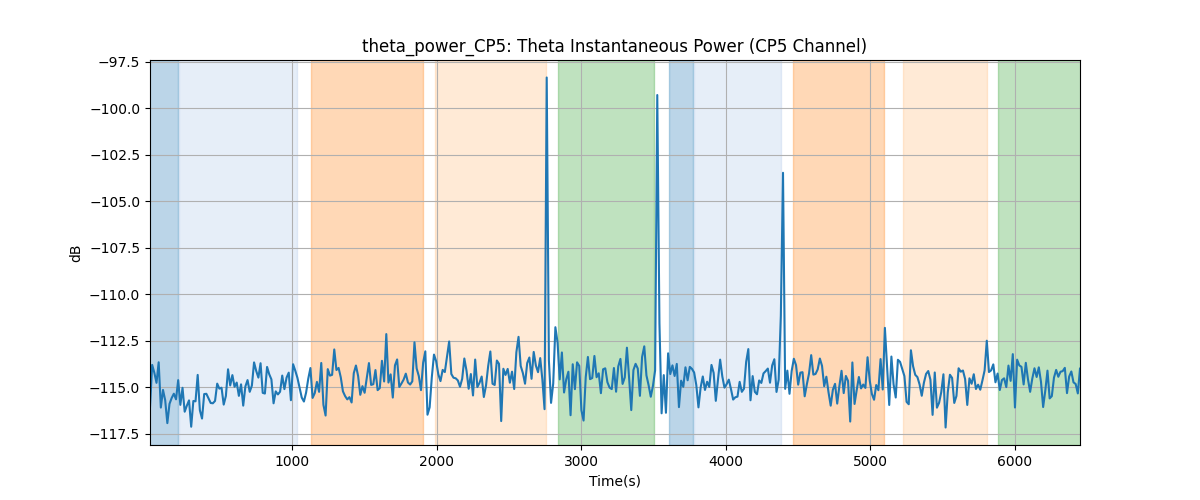 theta_power_CP5: Theta Instantaneous Power (CP5 Channel)
−97.5
−100.0
−102.5
−105.0
−107.5
−110.0
−112.5
−115.0
−117.5
dB
1000 2000 3000 4000 5000 6000
Time(s)